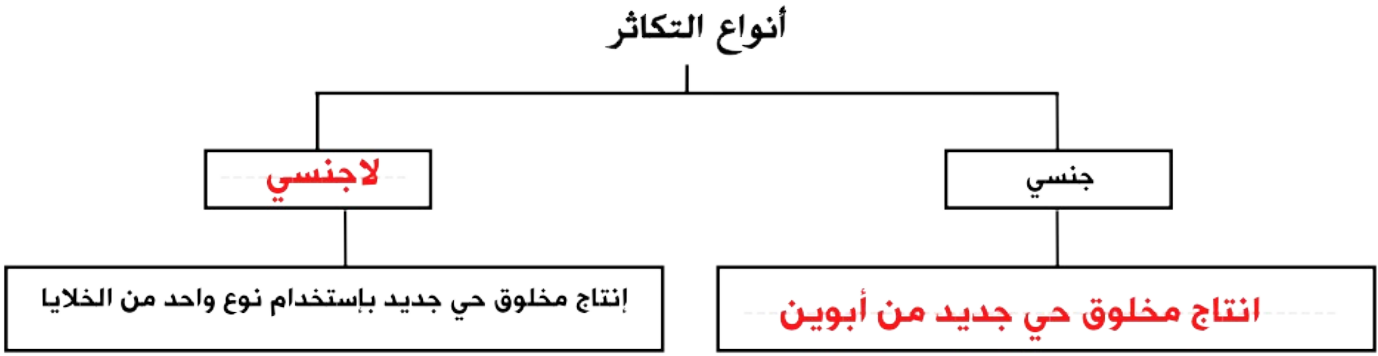 أنواع التكاثر
جنسي
لاجنسي
انتاج مخلوق حي جديد من أبوين
إنتاج مخلوق حي جديد بإستخدام نوع واحد من الخلايا